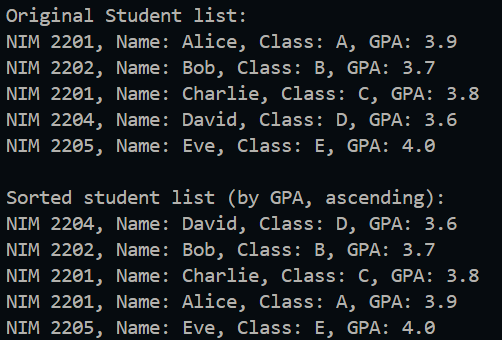 Original Student list:
NIM 2201, Name: Alice, Class: A, GPA: 3.9
NIM 2202, Name: Bob, Class: B, GPA: 3.7
NIM 2201, Name: Charlie, Class: C, GPA: 3.8
NIM 2204, Name: David, Class: D, GPA: 3.6
NIM 2205, Name: Eve, Class: E, GPA: 4.0
Sorted student list (by GPA, ascending):
NIM 2204, Name: David, Class: D, GPA: 3.6
NIM 2202, Name: Bob, Class: B, GPA: 3.7
NIM 2201, Name: Charlie, Class: C, GPA: 3.8
NIM 2201, Name: Alice, Class: A, GPA: 3.9
NIM 2205, Name: Eve, Class: E, GPA: 4.0